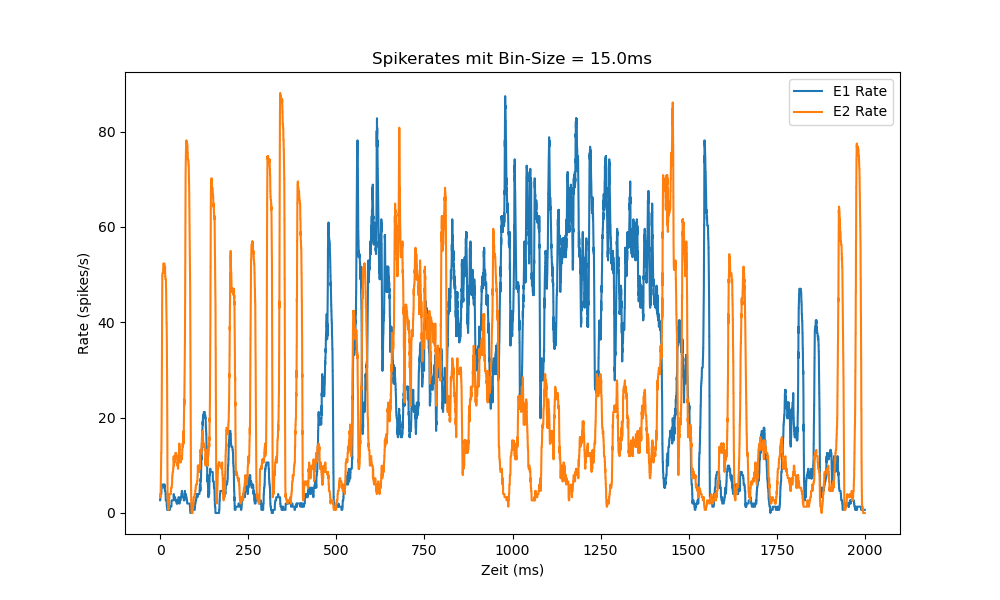 Spikerates mit Bin-Size = 15.0ms
E1 Rate
E2 Rate
80
60
40
20
0
Rate (spikes/s)
0 250 500 750 1000 1250 1500 1750 2000
Zeit (ms)